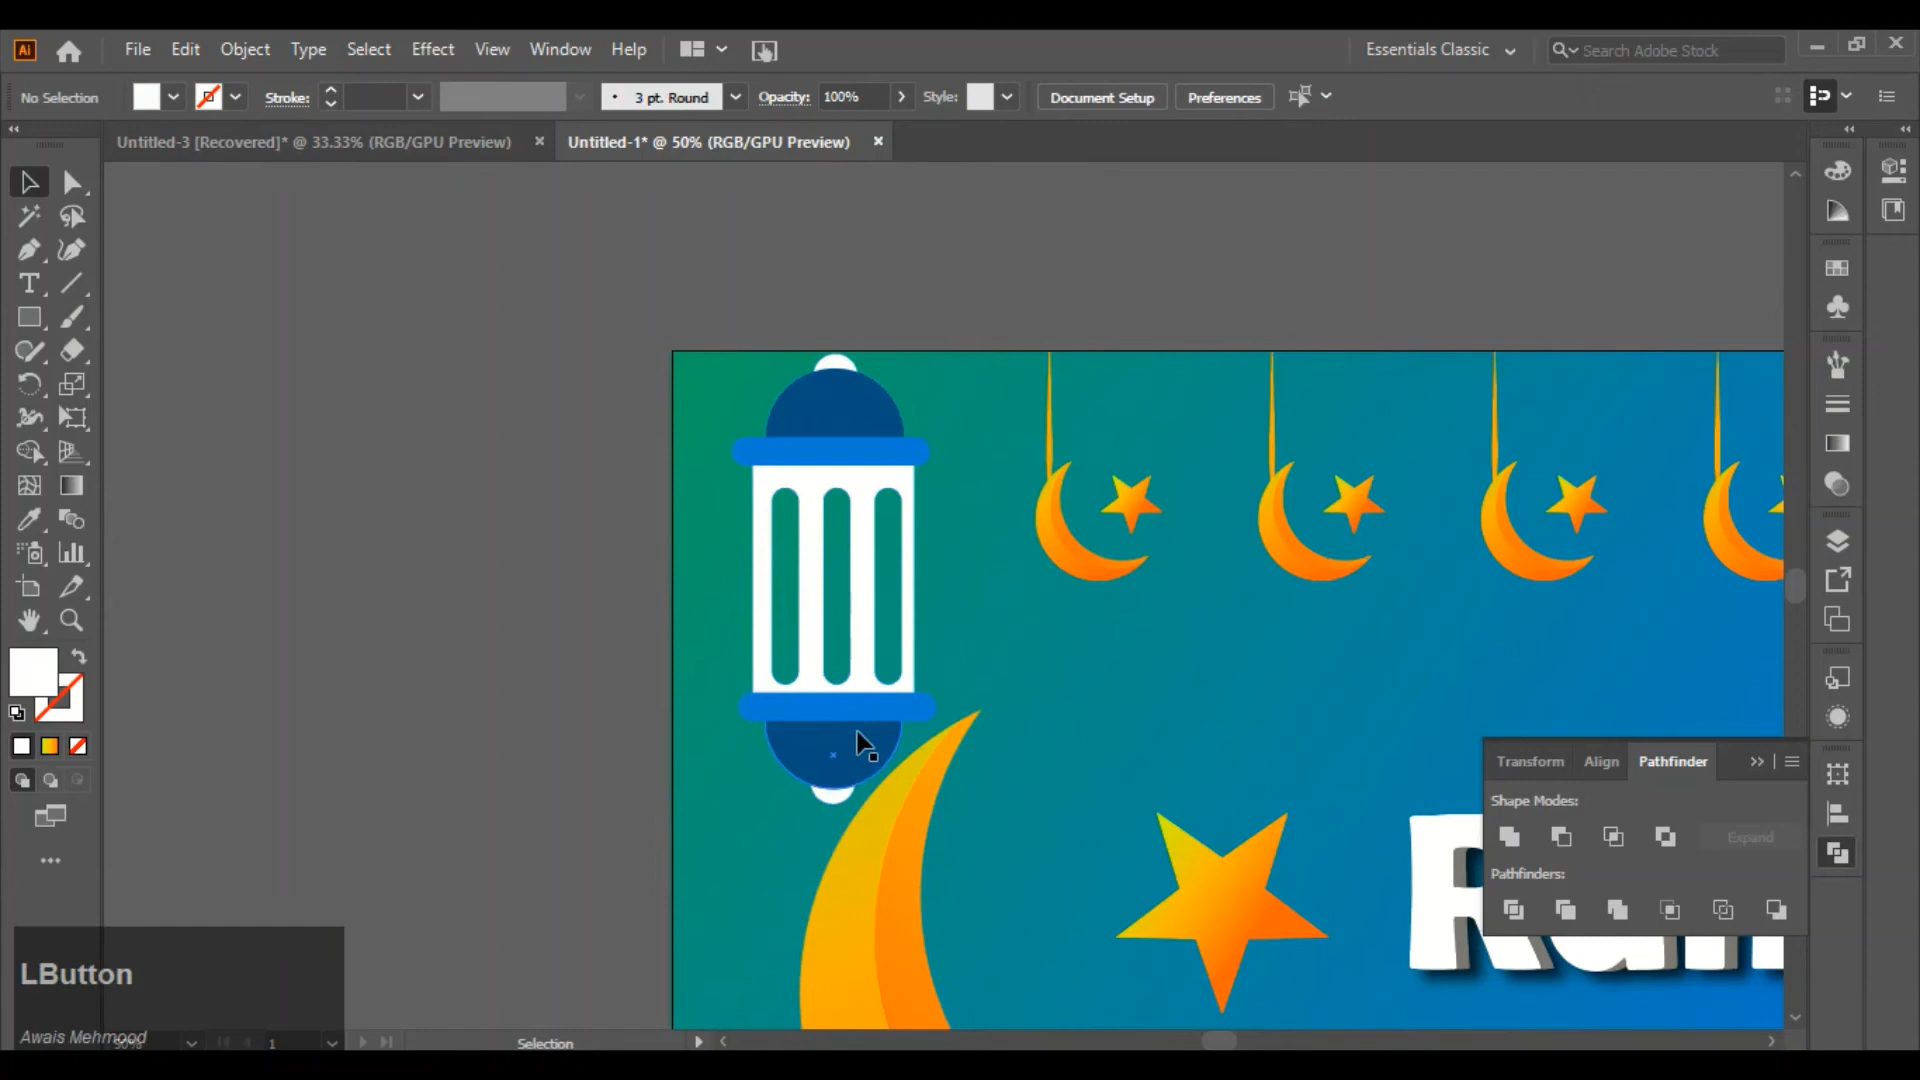 Ai File Edit Object Type Select Effect View Window Help Essentials Classic Search Adobe Stock
No Selection Stroke: 3 pt. Round Opacity: 100% Style: Document Setup Preferences
Untitled-3 [Recovered]* @ 33.33% (RGB/GPU Preview) Untitled-1* @ 50% (RGB/GPU Preview)
Transform Align Pathfinder
Shape Modes:
Expand
Pathfinders:
LButton
Awais Mehmood
50% 1 Selection